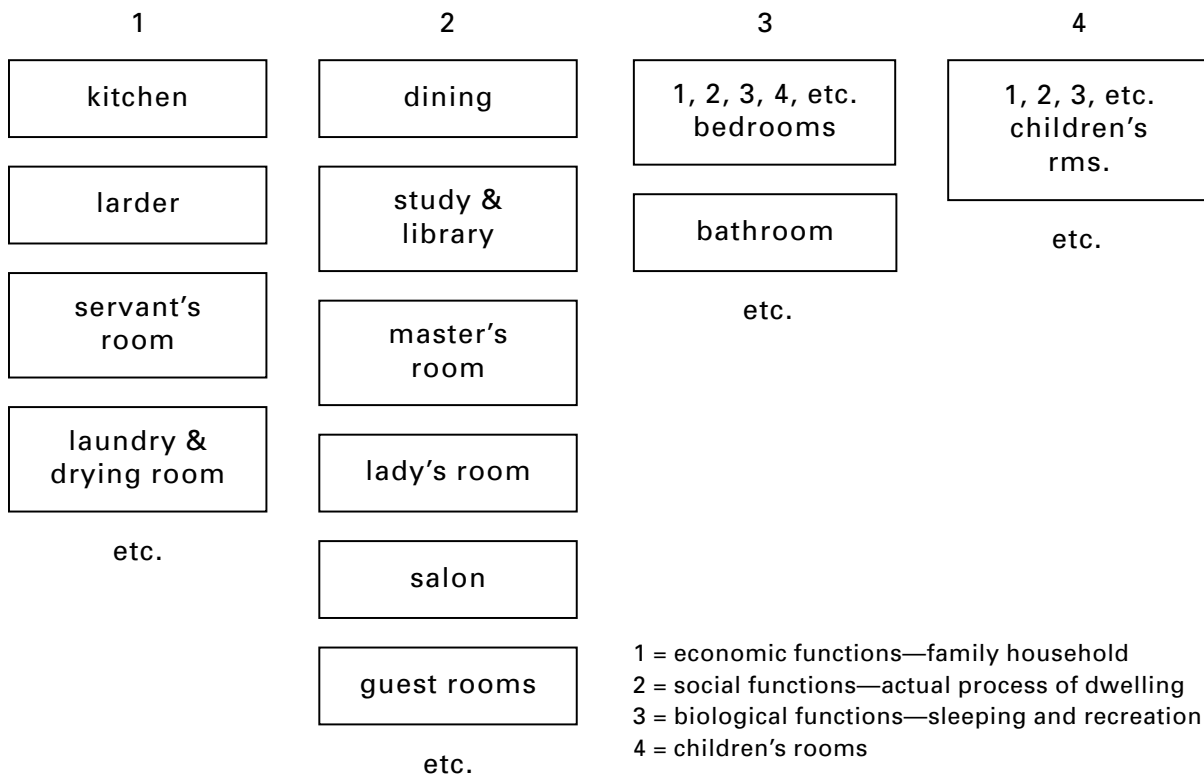 1
kitchen
larder
servant's
room
laundry &
drying room
etc.
2
dining
study &
library
master's
room
lady's room
salon
guest rooms
etc.
3
1, 2, 3, 4, etc.
bedrooms
bathroom
etc.
4
1, 2, 3, etc.
children's
rms.
etc.
1 = economic functions—family household
2 = social functions—actual process of dwelling
3 = biological functions—sleeping and recreation
4 = children's rooms